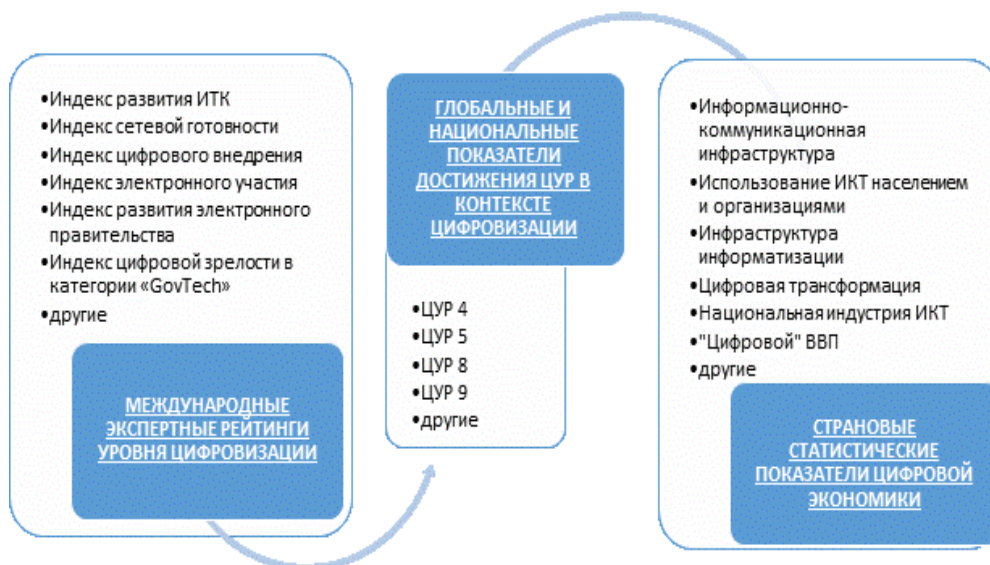 •Индекс развития ИТК
•Индекс сетевой готовности
•Индекс цифрового внедрения
•Индекс электронного участия
•Индекс развития электронного
правительства
•Индекс цифровой зрелости в
категории «GovTech»
•другие
МЕЖДУНАРОДНЫЕ
ЭКСПЕРТНЫЕ РЕЙТИНГИ
УРОВНЯ ЦИФРОВИЗАЦИИ
ГЛОБАЛЬНЫЕ И
НАЦИОНАЛЬНЫЕ
ПОКАЗАТЕЛИ
ДОСТИЖЕНИЯ ЦУР В
КОНТЕКСТЕ
ЦИФРОВИЗАЦИИ
•ЦУР 4
•ЦУР 5
•ЦУР 8
•ЦУР 9
•другие
•Информационно-
коммуникационная
инфраструктура
•Использование ИКТ населением
и организациями
•Инфраструктура
информатизации
•Цифровая трансформация
•Национальная индустрия ИКТ
•"Цифровой" ВВП
•другие
СТРАНОВЫЕ
СТАТИСТИЧЕСКИЕ
ПОКАЗАТЕЛИ ЦИФРОВОЙ
ЭКОНОМИКИ